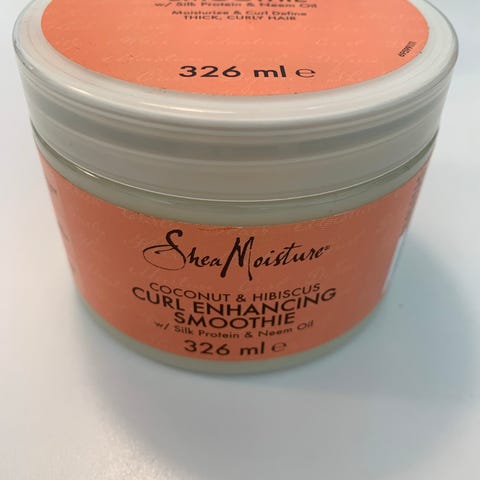 w/ Silk Protein & Neem Oil
Moisturize & Curl Define
THICK, CURLY HAIR
326 ml e
SheaMoisture®
COCONUT & HIBISCUS
CURL ENHANCING
SMOOTHIE
w/ Silk Protein & Neem Oil
326 ml e